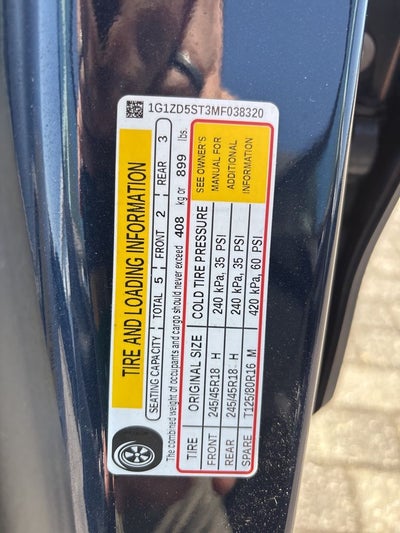 1G1ZD5ST3MF038320
TIRE AND LOADING INFORMATION
SEATING CAPACITY TOTAL 5 FRONT 2 REAR 3
The combined weight of occupants and cargo should never exceed 408 kg or 899 lbs.
TIRE ORIGINAL SIZE COLD TIRE PRESSURE SEE OWNER'S
FRONT 245/45R18 H 240 kPa, 35 PSI MANUAL FOR
REAR 245/45R18 H 240 kPa, 35 PSI ADDITIONAL
SPARE T125/80R16 M 420 kPa, 60 PSI INFORMATION